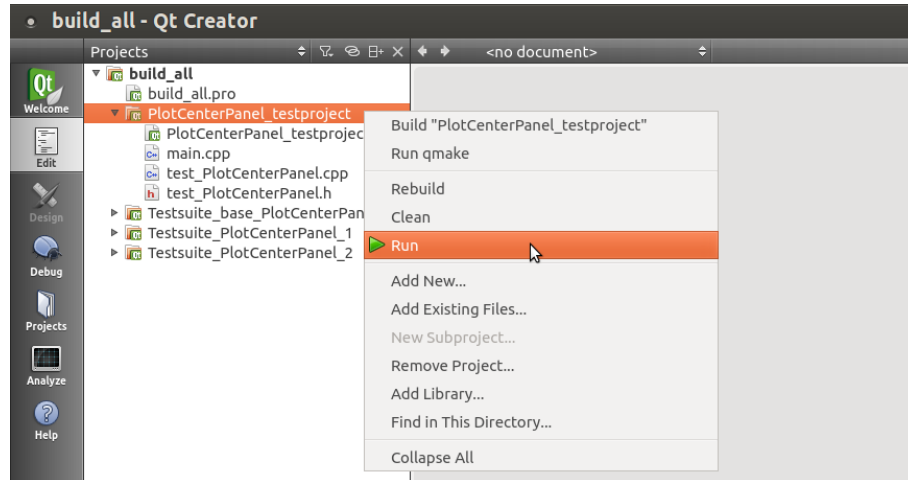 build_all - Qt Creator
Projects
<no document>
Qt
Welcome
Edit
Design
Debug
Projects
Analyze
Help
build_all
build_all.pro
PlotCenterPanel_testproject
PlotCenterPanel_testprojec
main.cpp
test_PlotCenterPanel.cpp
test_PlotCenterPanel.h
Testsuite_base_PlotCenterPan
Testsuite_PlotCenterPanel_1
Testsuite_PlotCenterPanel_2
Build "PlotCenterPanel_testproject"
Run qmake
Rebuild
Clean
Run
Add New...
Add Existing Files...
New Subproject...
Remove Project...
Add Library...
Find in This Directory...
Collapse All